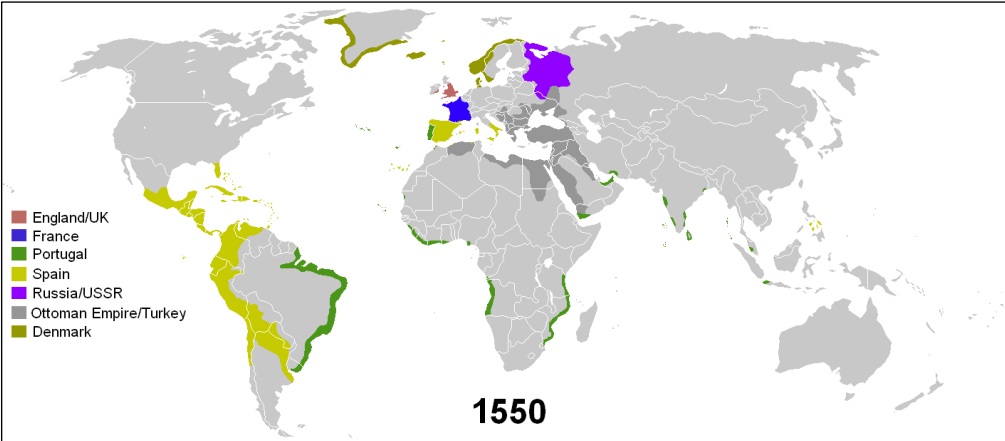 England/UK
France
Portugal
Spain
Russia/USSR
Ottoman Empire/Turkey
Denmark
1550